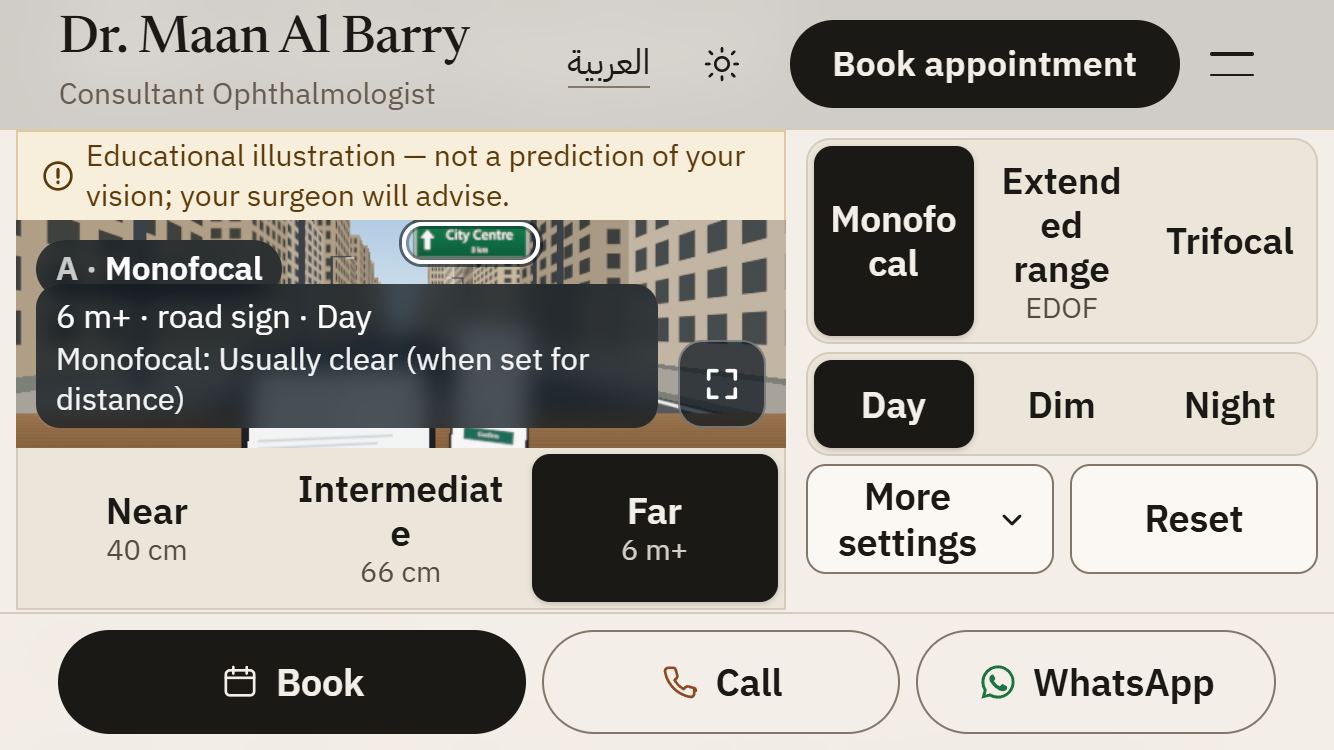 Dr. Maan Al Barry
Consultant Ophthalmologist
العربية
Book appointment
Educational illustration — not a prediction of your
vision; your surgeon will advise.
City Centre
3 km
A · Monofocal
6 m+ · road sign · Day
Monofocal: Usually clear (when set for
distance)
Near
40 cm
Intermediat
e
66 cm
Far
6 m+
Monofo
cal
Extend
ed
range
EDOF
Trifocal
Day
Dim
Night
More
settings
Reset
Book
Call
WhatsApp